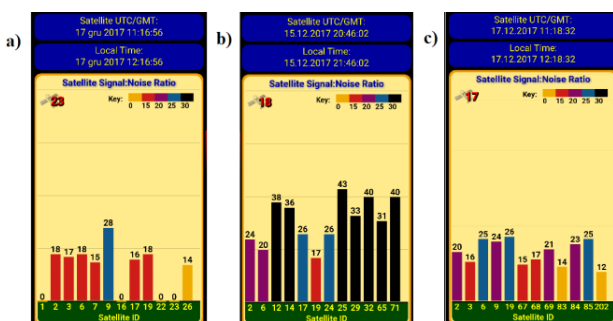 a)
Satellite UTC/GMT:
17 gru 2017 11:16:56
Local Time:
17 gru 2017 12:16:56
Satellite Signal:Noise Ratio
23
Key:
0 15 20 25 30
0 18 17 18 15 28 0 16 18 0 0 14
1 2 3 6 7 9 16 17 19 22 23 26
Satellite ID
b)
Satellite UTC/GMT:
15.12.2017 20:46:02
Local Time:
15.12.2017 21:46:02
Satellite Signal:Noise Ratio
18
Key:
0 15 20 25 30
24 20 38 36 26 17 26 43 33 40 31 40
2 6 12 14 17 19 24 25 29 32 65 71
Satellite ID
c)
Satellite UTC/GMT:
17.12.2017 11:18:32
Local Time:
17.12.2017 12:18:32
Satellite Signal:Noise Ratio
17
Key:
0 15 20 25 30
20 16 25 24 26 15 17 21 14 23 25 12
2 3 6 9 19 67 68 69 83 84 85 202
Satellite ID